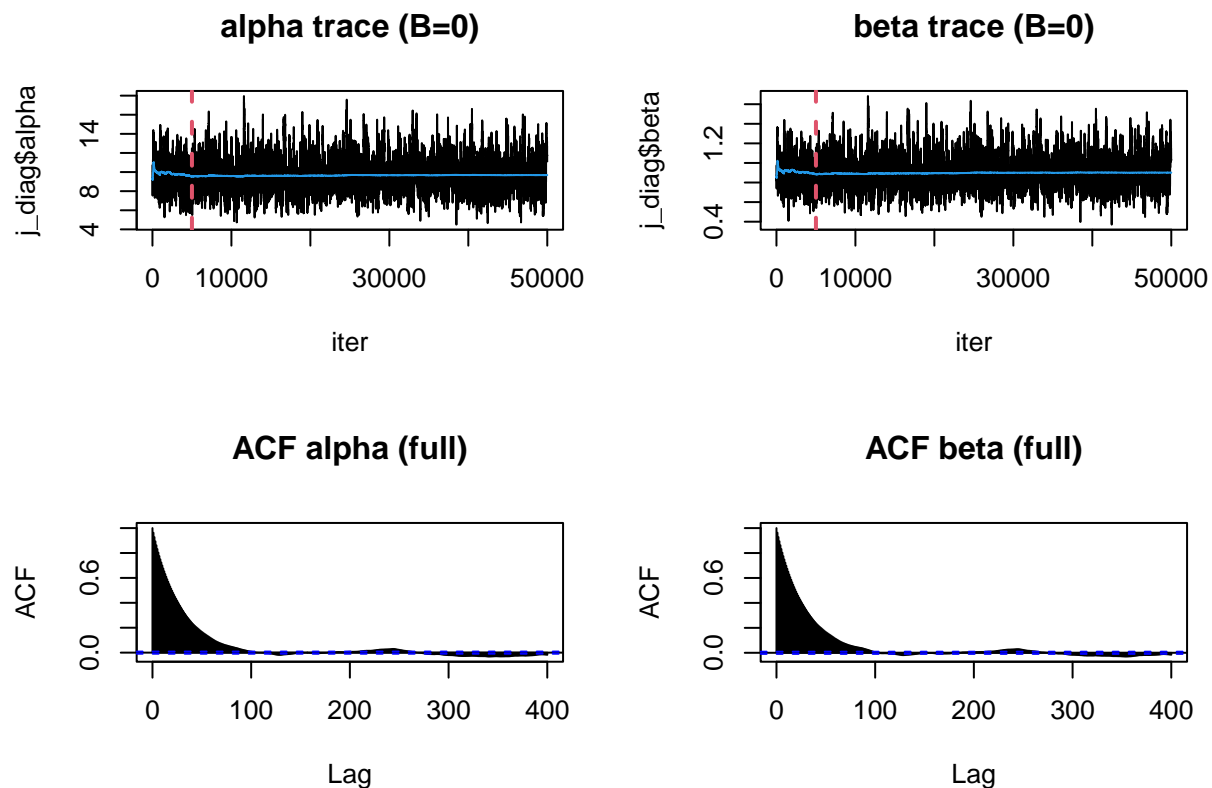 alpha trace (B=0)
j_diag$alpha
4 8 14
0 10000 30000 50000
iter
beta trace (B=0)
j_diag$beta
0.4 1.2
0 10000 30000 50000
iter
ACF alpha (full)
ACF
0.0 0.6
0 100 200 300 400
Lag
ACF beta (full)
ACF
0.0 0.6
0 100 200 300 400
Lag